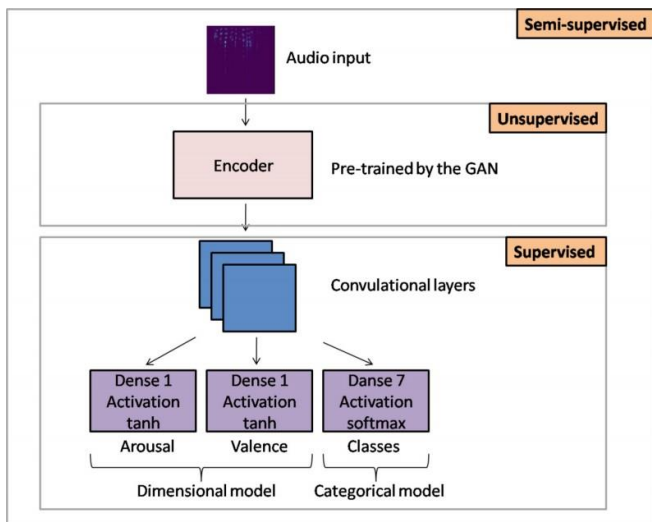 Semi-supervised
Audio input
Unsupervised
Encoder
Pre-trained by the GAN
Supervised
Convulational layers
Dense 1
Activation
tanh
Dense 1
Activation
tanh
Danse 7
Activation
softmax
Arousal
Valence
Classes
Dimensional model
Categorical model